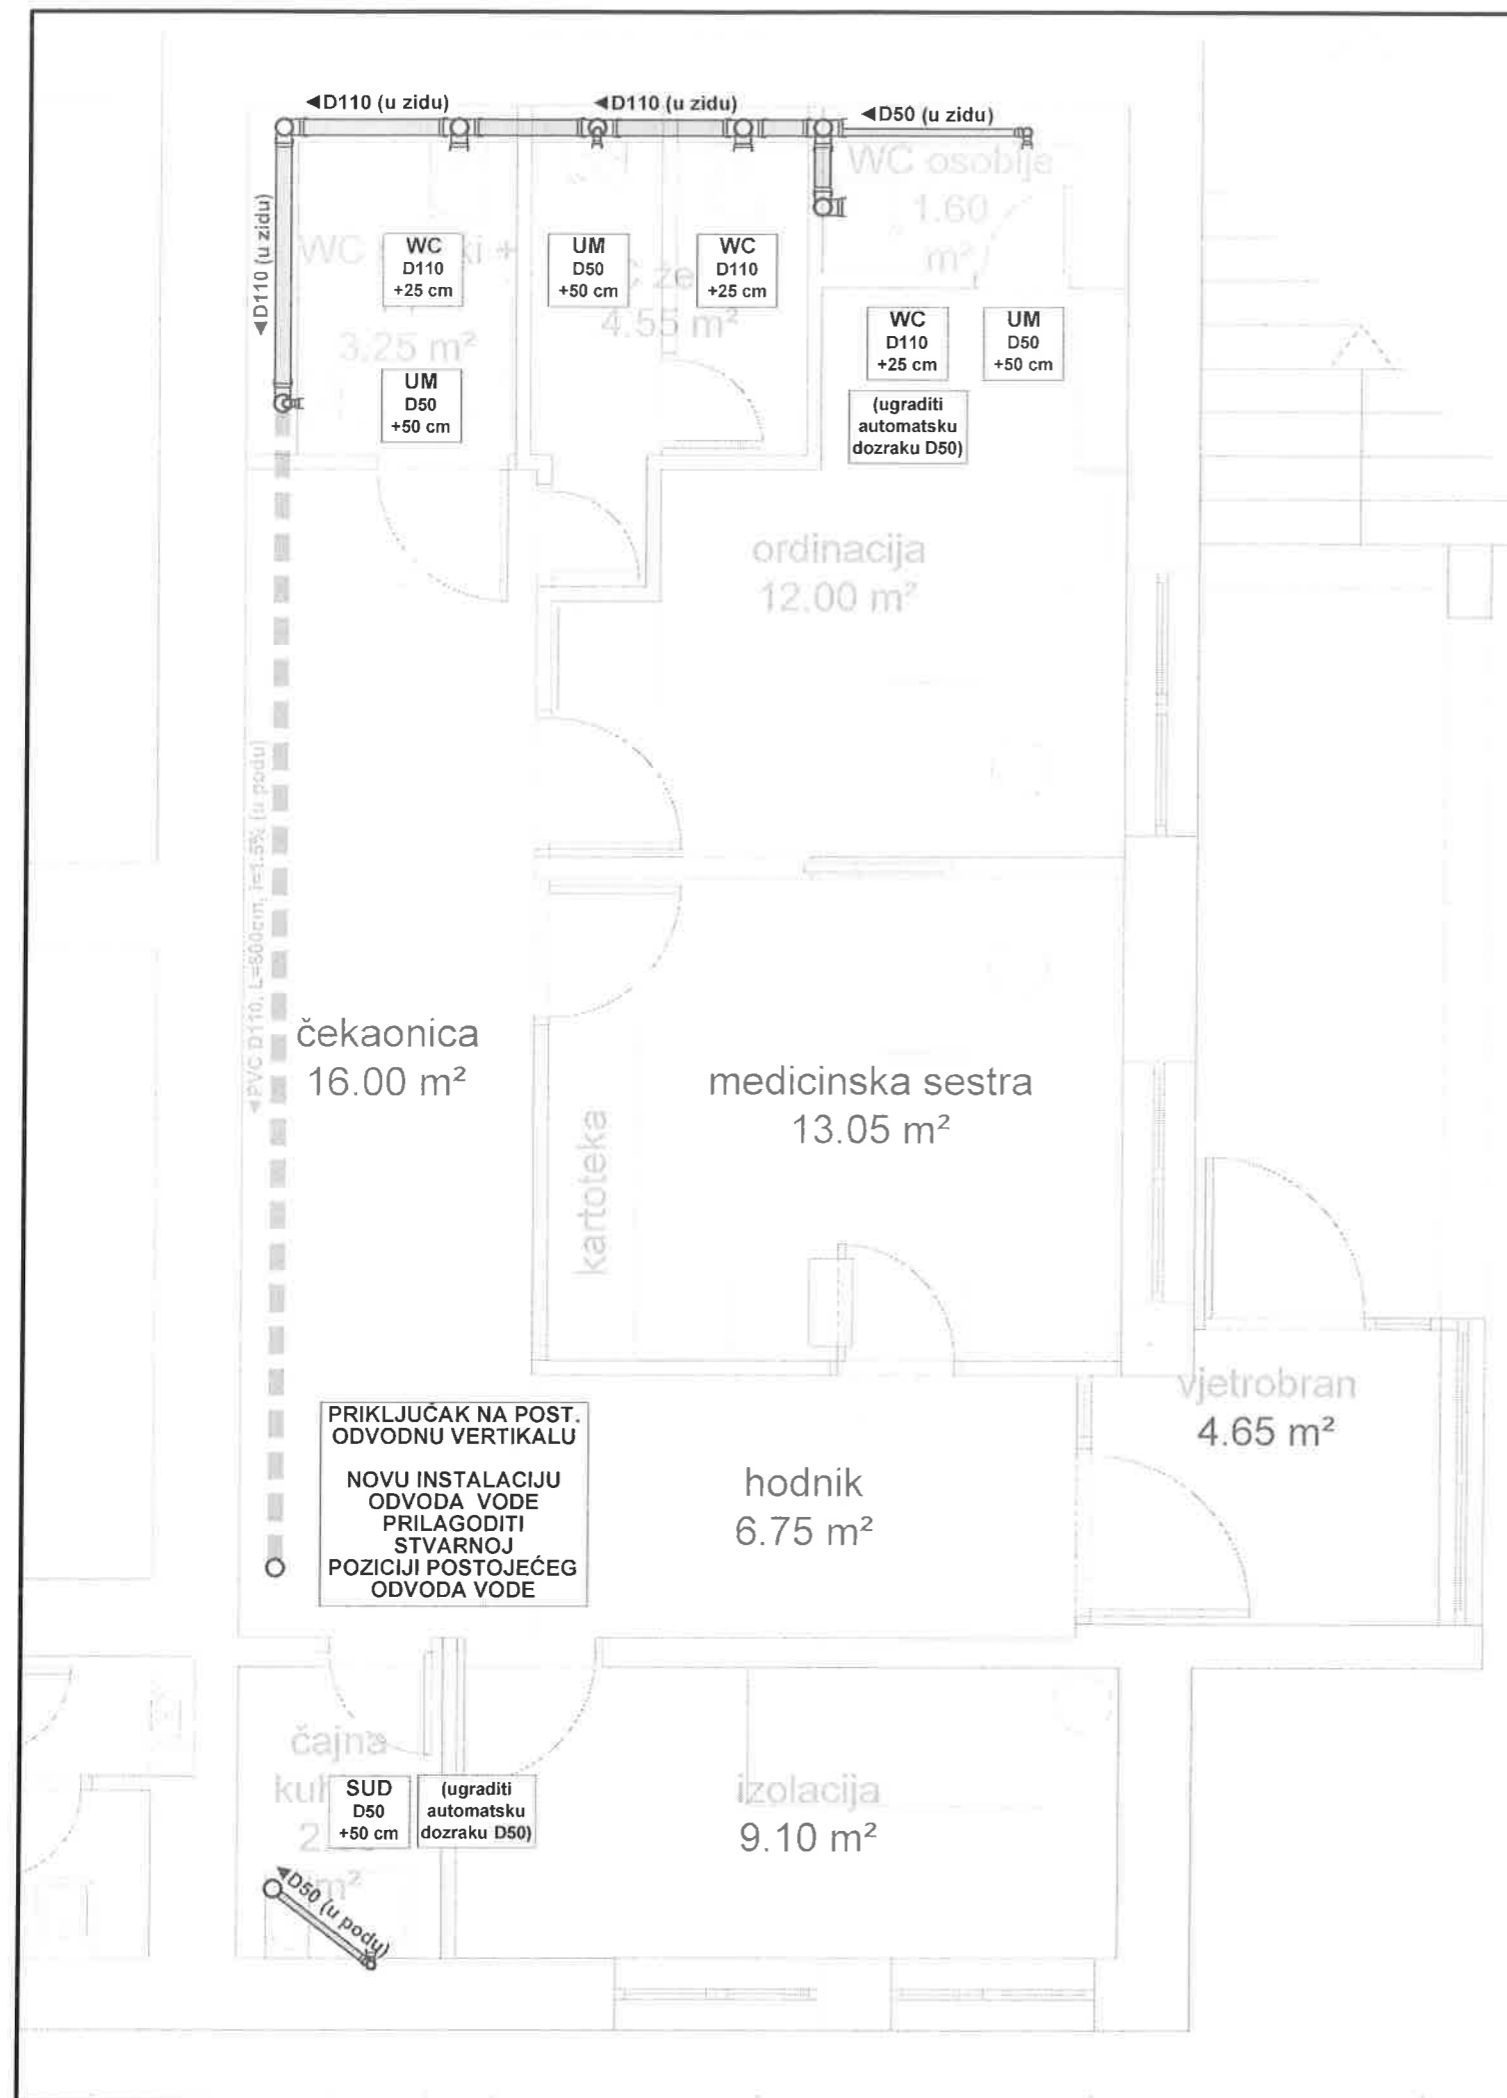 ◄D110 (u zidu)
◄D110 (u zidu)
◄D50 (u zidu)
◄D110 (u zidu)
WC osoblje
1.60
m²
WC
WC
D110
+25 cm
ki +
3.25 m²
UM
D50
+50 cm
UM
D50
+50 cm
WC
D110
+25 cm
4.55 m²
WC
D110
+25 cm
UM
D50
+50 cm
(ugraditi
automatsku
dozraku D50)
ordinacija
12.00 m²
◄PVC D110, L=800cm, i=1.5% (u podu)
čekaonica
16.00 m²
kartoteka
medicinska sestra
13.05 m²
vjetrobran
4.65 m²
PRIKLJUČAK NA POST.
ODVODNU VERTIKALU
NOVU INSTALACIJU
ODVODA VODE
PRILAGODITI
STVARNOJ
POZICIJI POSTOJEĆEG
ODVODA VODE
hodnik
6.75 m²
čajna
SUD
D50
+50 cm
(ugraditi
automatsku
dozraku D50)
m²
◄D50 (u podu)
izolacija
9.10 m²